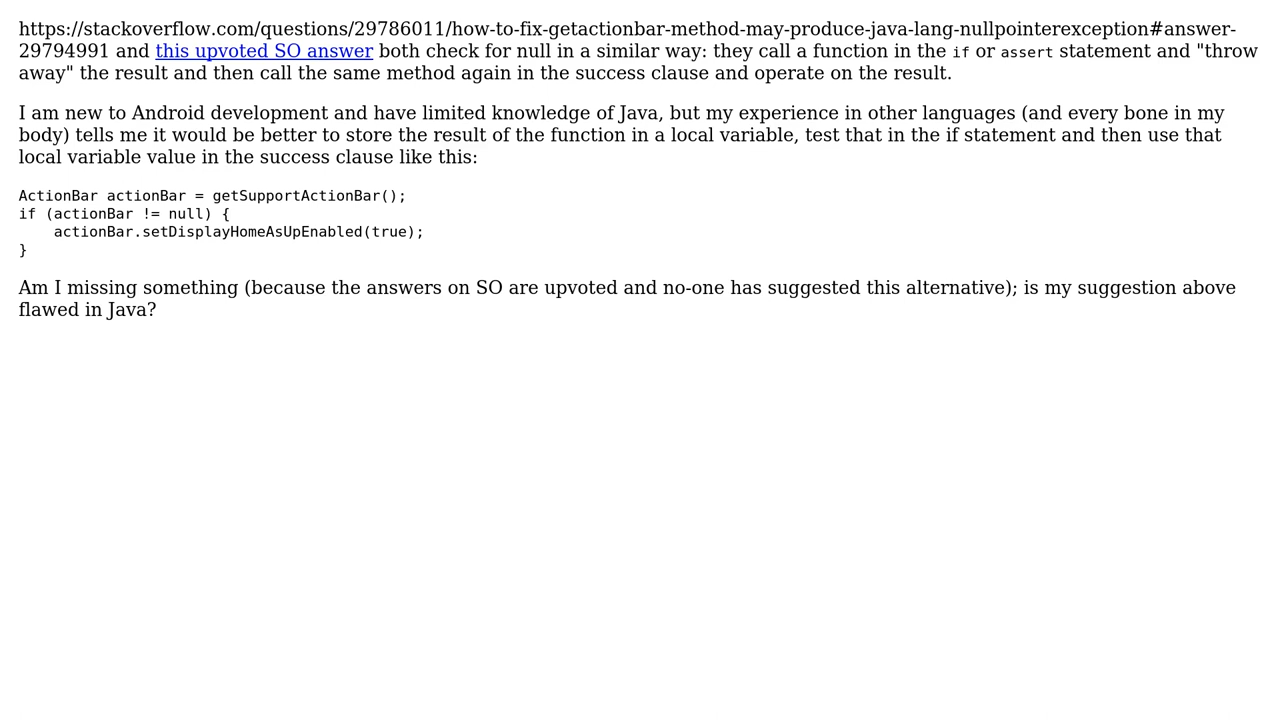 https://stackoverflow.com/questions/29786011/how-to-fix-getactionbar-method-may-produce-java-lang-nullpointerexception#answer-
29794991 and this upvoted SO answer both check for null in a similar way: they call a function in the if or assert statement and "throw
away" the result and then call the same method again in the success clause and operate on the result.
I am new to Android development and have limited knowledge of Java, but my experience in other languages (and every bone in my
body) tells me it would be better to store the result of the function in a local variable, test that in the if statement and then use that
local variable value in the success clause like this:
ActionBar actionBar = getSupportActionBar();
if (actionBar != null) {
    actionBar.setDisplayHomeAsUpEnabled(true);
}
Am I missing something (because the answers on SO are upvoted and no-one has suggested this alternative); is my suggestion above
flawed in Java?